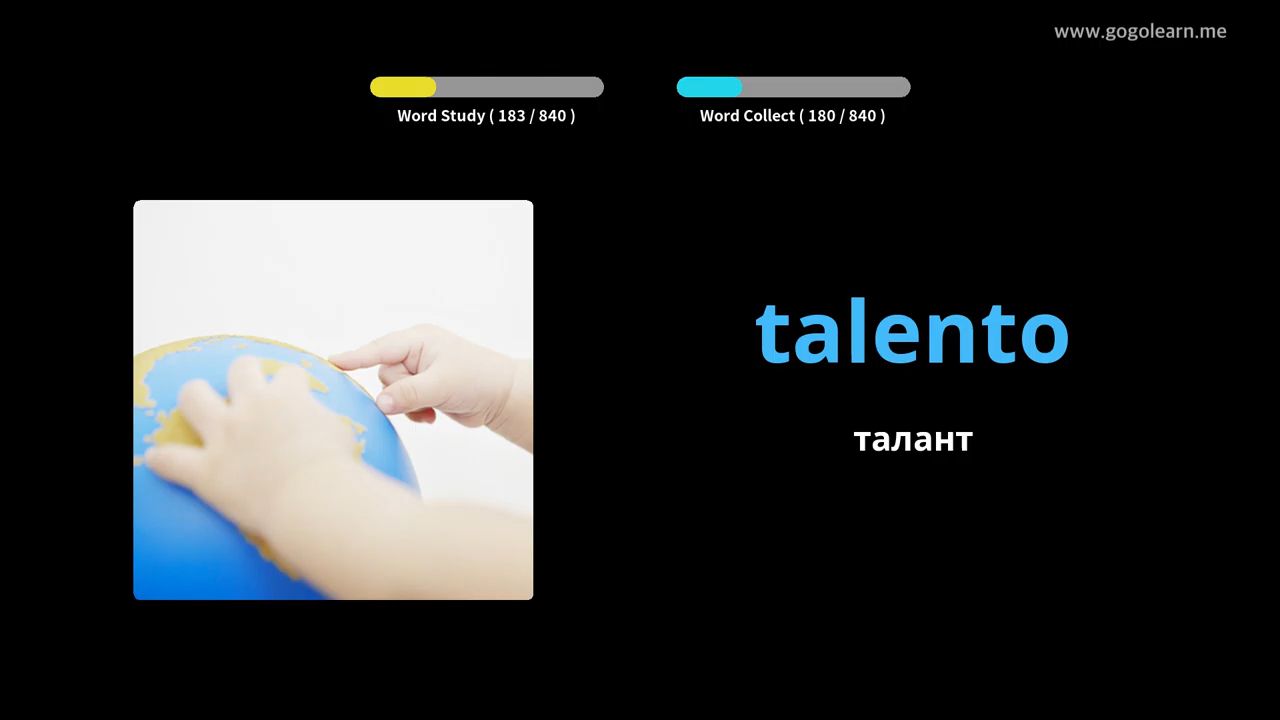 www.gogolearn.me
Word Study ( 183 / 840 )
Word Collect ( 180 / 840 )
talento
талант